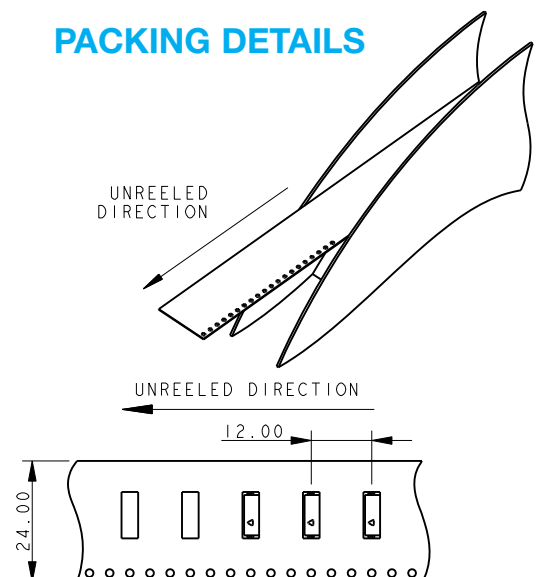 PACKING DETAILS
UNREELED
DIRECTION
UNREELED DIRECTION
12.00
24.00